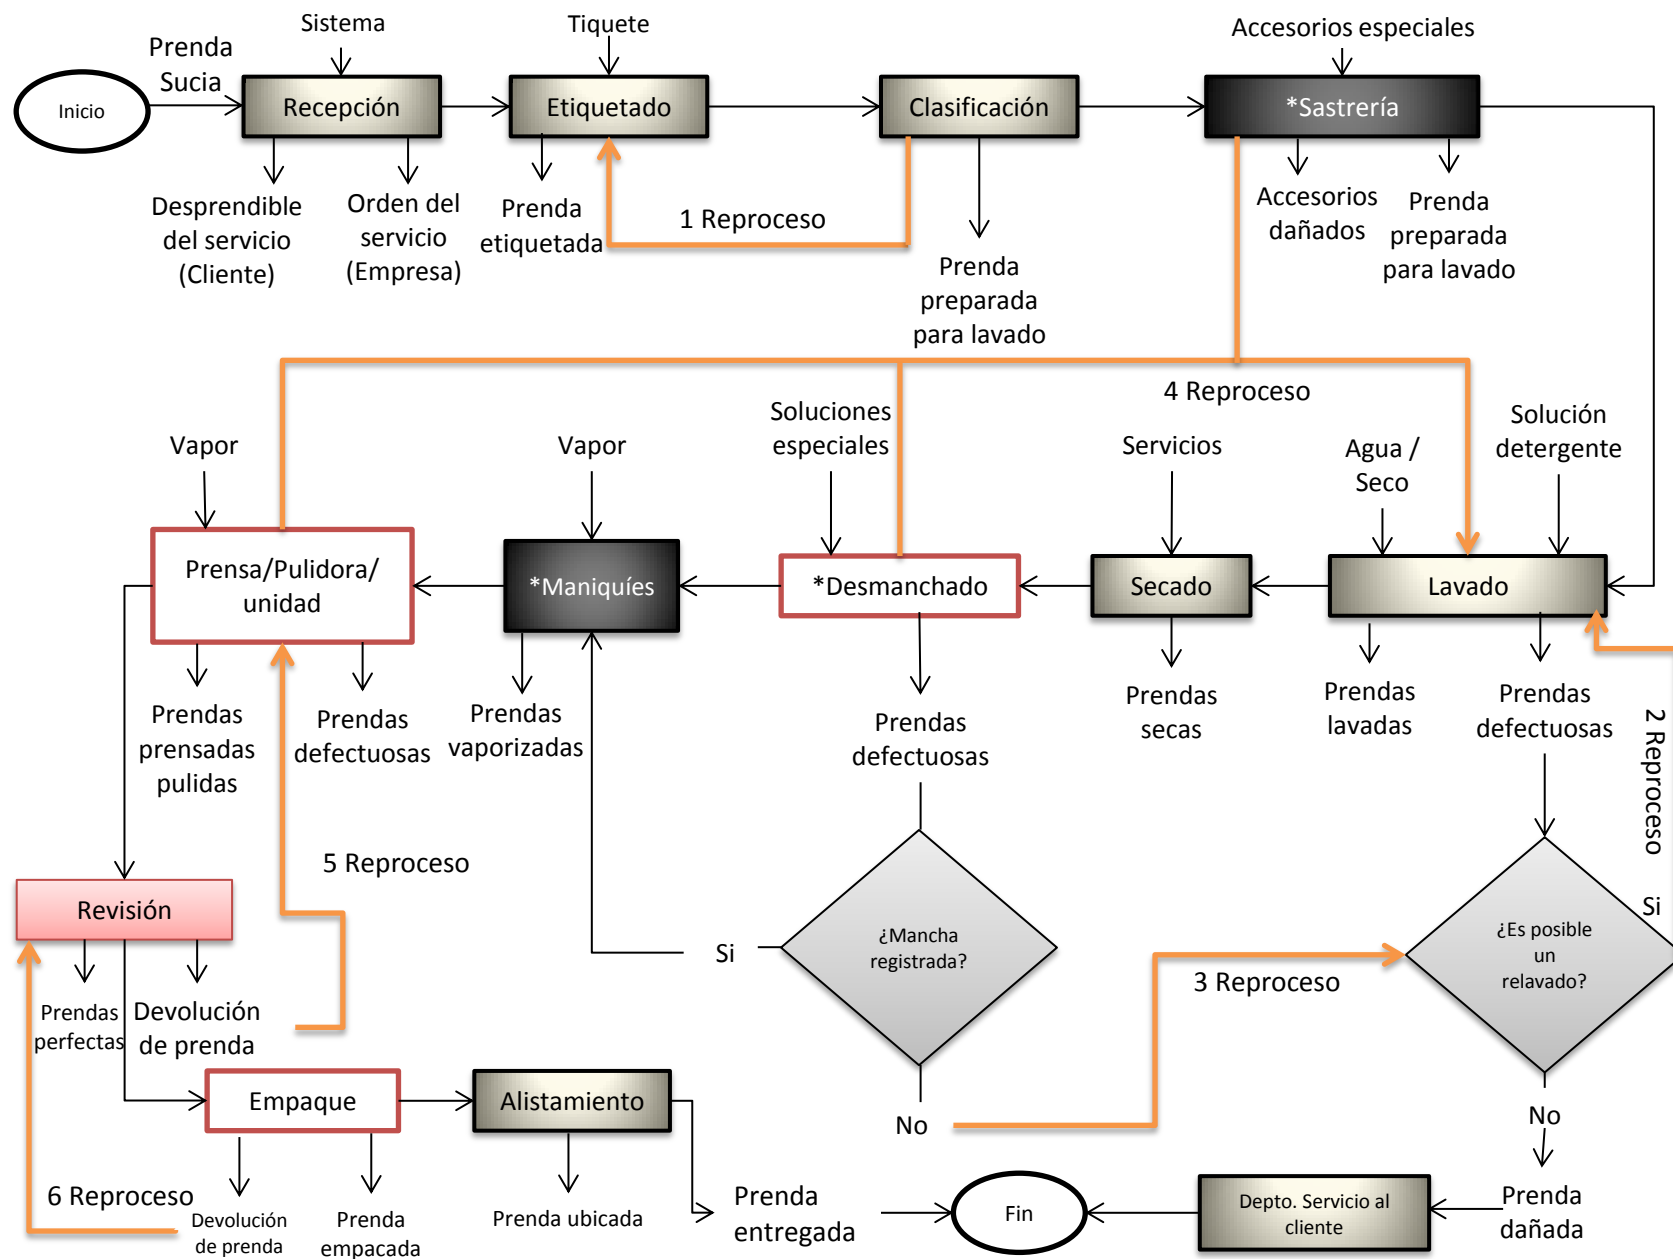 Sistema
Tiquete
Accesorios especiales
Prenda
Sucia
Inicio
Recepción
Etiquetado
Clasificación
*Sastrería
Desprendible
del servicio
(Cliente)
Orden del
servicio
(Empresa)
Prenda
etiquetada
1 Reproceso
Prenda
preparada
para lavado
Accesorios
dañados
Prenda
preparada
para lavado
4 Reproceso
Vapor
Vapor
Soluciones
especiales
Servicios
Agua /
Seco
Solución
detergente
Prensa/Pulidora/
unidad
*Maniquíes
*Desmanchado
Secado
Lavado
Prendas
prensadas
pulidas
Prendas
defectuosas
Prendas
vaporizadas
Prendas
defectuosas
Prendas
secas
Prendas
lavadas
Prendas
defectuosas
2 Reproceso
5 Reproceso
Revisión
Si
¿Mancha
registrada?
3 Reproceso
¿Es posible
un
relavado?
Si
Prendas
perfectas
Devolución
de prenda
Empaque
Alistamiento
No
No
6 Reproceso
Devolución
de prenda
Prenda
empacada
Prenda ubicada
Prenda
entregada
Fin
Depto. Servicio al
cliente
Prenda
dañada